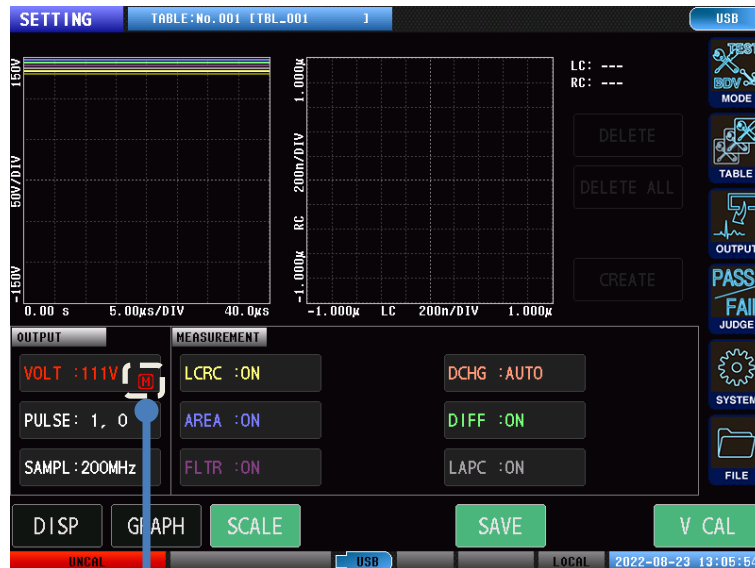 SETTING
TABLE:No.001 [TBL_001 ]
USB
150V
50V/DIV
-150V
0.00 s 5.00µs/DIV 40.0µs
1.000µ
200n/DIV
RC
-1.000µ
-1.000µ LC 200n/DIV 1.000µ
LC: ---
RC: ---
DELETE
DELETE ALL
CREATE
TEST
BDV
MODE
TABLE
OUTPUT
PASS
FAIL
JUDGE
SYSTEM
FILE
OUTPUT
VOLT :111V M
PULSE: 1, 0
SAMPL:200MHz
MEASUREMENT
LCRC :ON
AREA :ON
FLTR :ON
DCHG :AUTO
DIFF :ON
LAPC :ON
DISP
GRAPH
SCALE
SAVE
V CAL
UNCAL
USB
LOCAL
2022-08-23 13:05:54